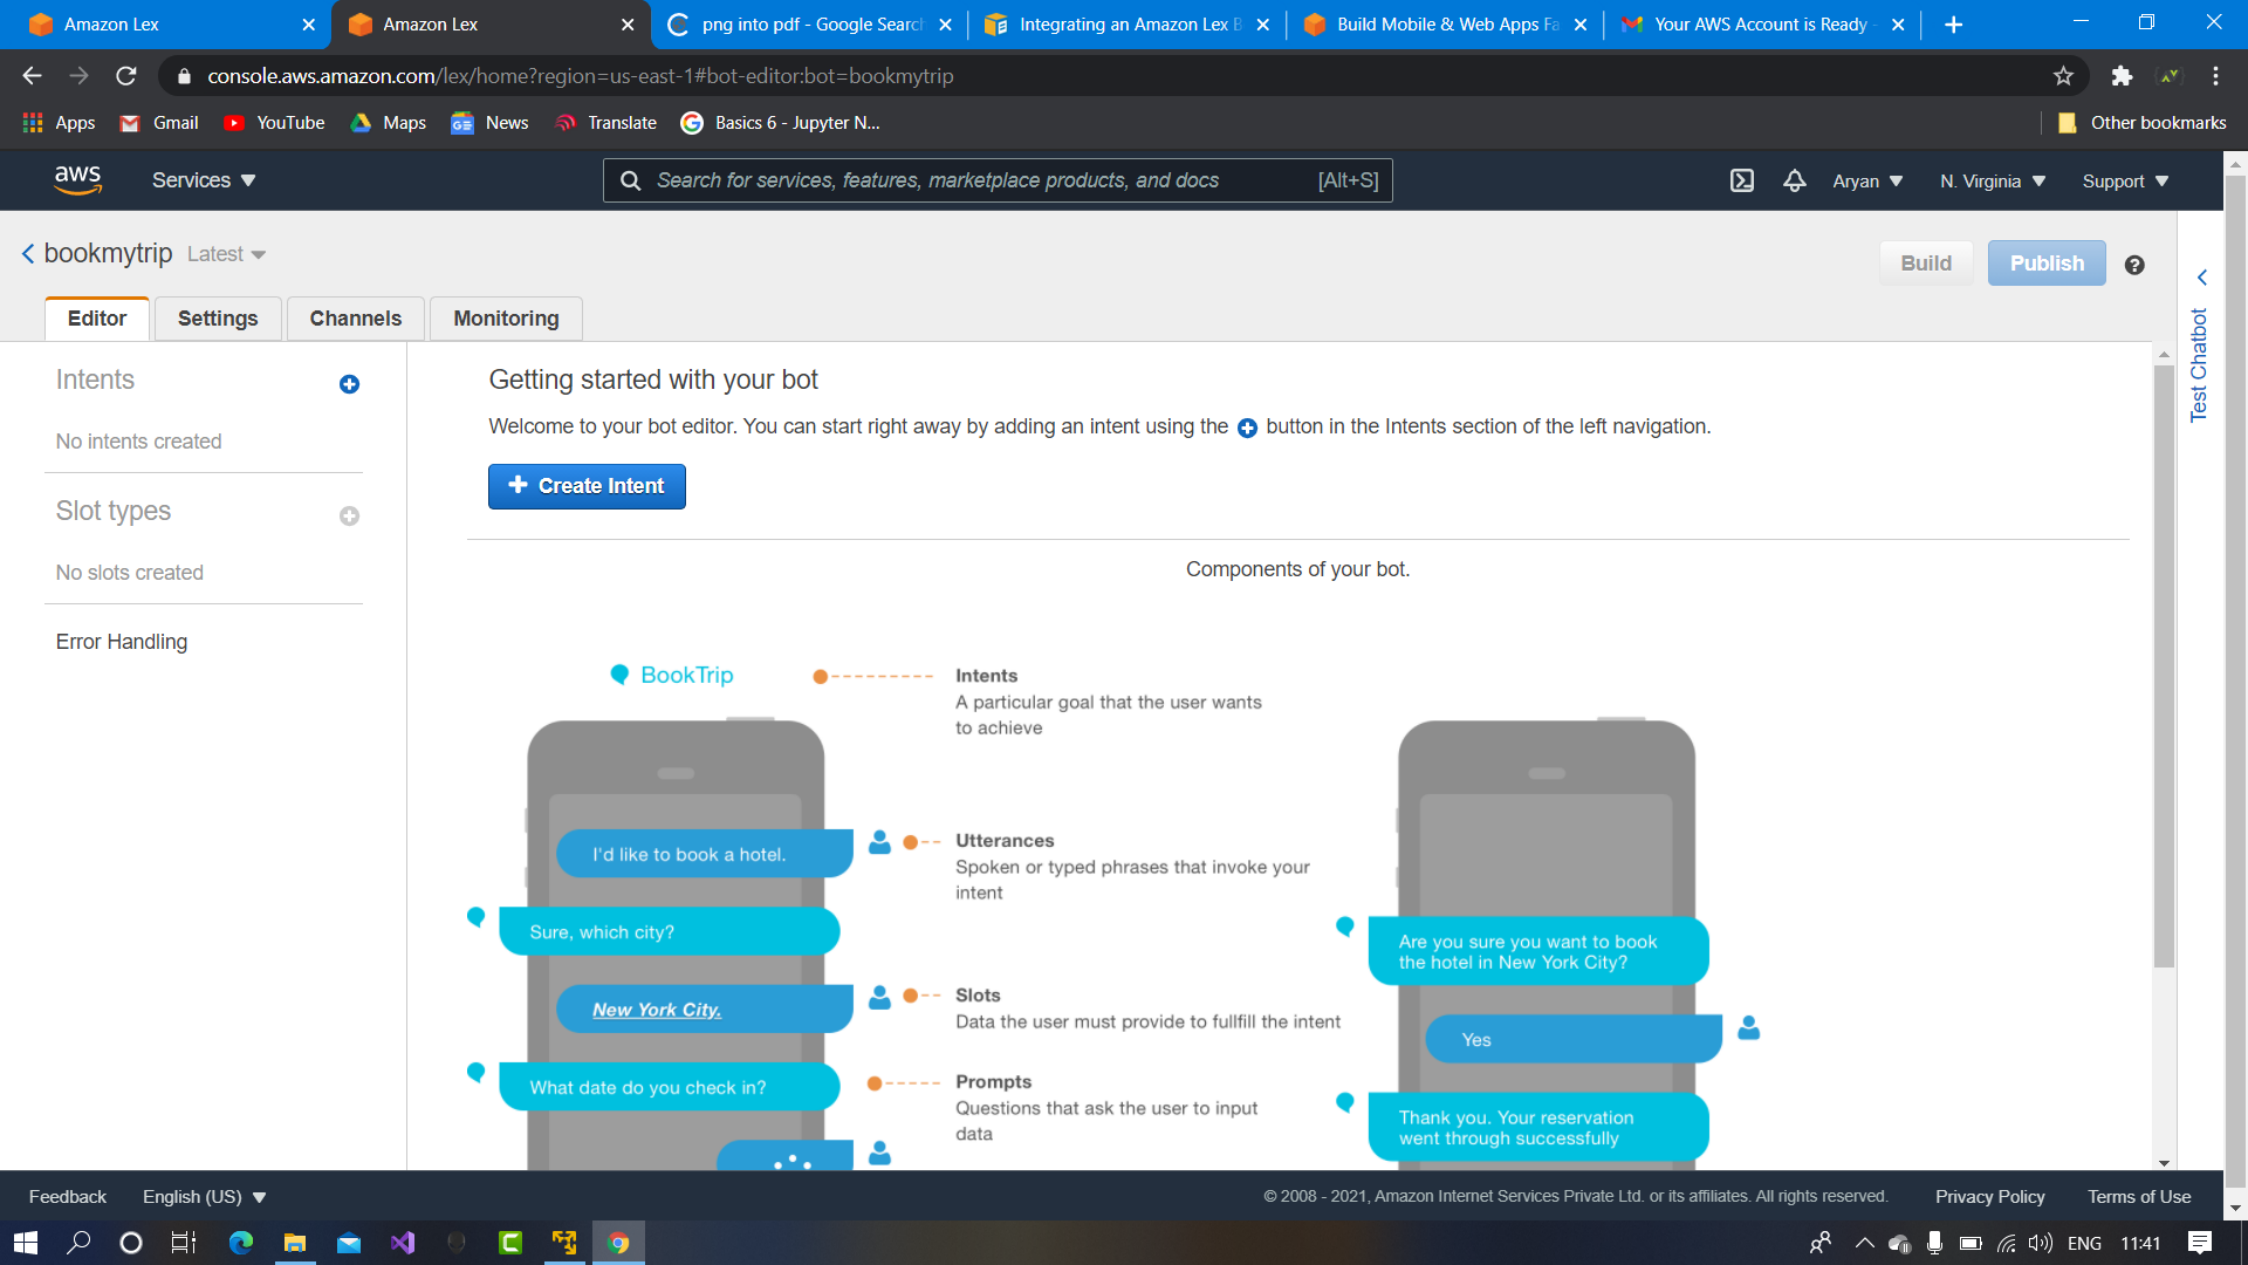 Amazon Lex
Amazon Lex
png into pdf - Google Search
Integrating an Amazon Lex B
Build Mobile & Web Apps Fa
Your AWS Account is Ready -
console.aws.amazon.com/lex/home?region=us-east-1#bot-editor:bot=bookmytrip
Apps
Gmail
YouTube
Maps
News
Translate
Basics 6 - Jupyter N...
Other bookmarks
aws
Services
Search for services, features, marketplace products, and docs
[Alt+S]
Aryan
N. Virginia
Support
bookmytrip
Latest
Build
Publish
Editor
Settings
Channels
Monitoring
Test Chatbot
Intents
No intents created
Slot types
No slots created
Error Handling
Getting started with your bot
Welcome to your bot editor. You can start right away by adding an intent using the + button in the Intents section of the left navigation.
+ Create Intent
Components of your bot.
BookTrip
Intents
A particular goal that the user wants
to achieve
I'd like to book a hotel.
Utterances
Spoken or typed phrases that invoke your
intent
Sure, which city?
New York City.
Slots
Data the user must provide to fullfill the intent
What date do you check in?
Prompts
Questions that ask the user to input
data
Are you sure you want to book
the hotel in New York City?
Yes
Thank you. Your reservation
went through successfully
Feedback
English (US)
© 2008 - 2021, Amazon Internet Services Private Ltd. or its affiliates. All rights reserved.
Privacy Policy
Terms of Use
ENG
11:41